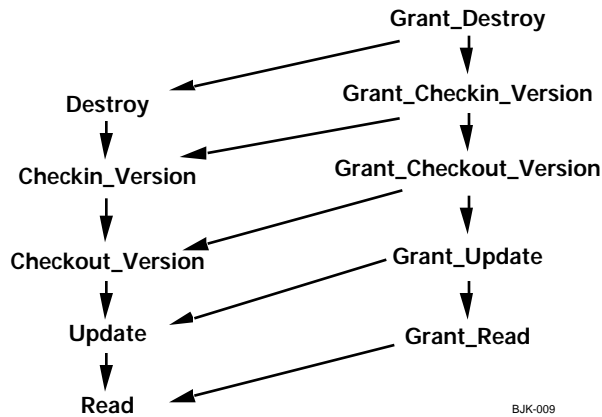 Grant_Destroy
Destroy
Grant_Checkin_Version
Checkin_Version
Grant_Checkout_Version
Checkout_Version
Grant_Update
Update
Grant_Read
Read
BJK-009